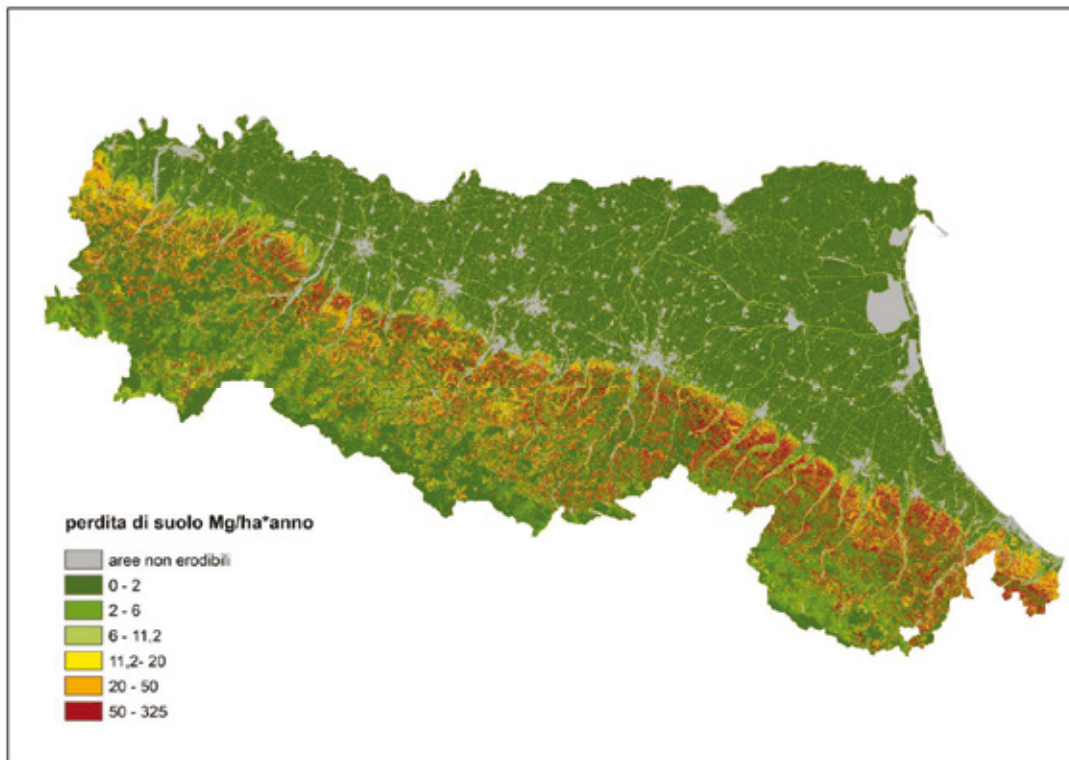 perdita di suolo Mg/ha*anno
aree non erodibili
0 - 2
2 - 6
6 - 11,2
11,2- 20
20 - 50
50 - 325